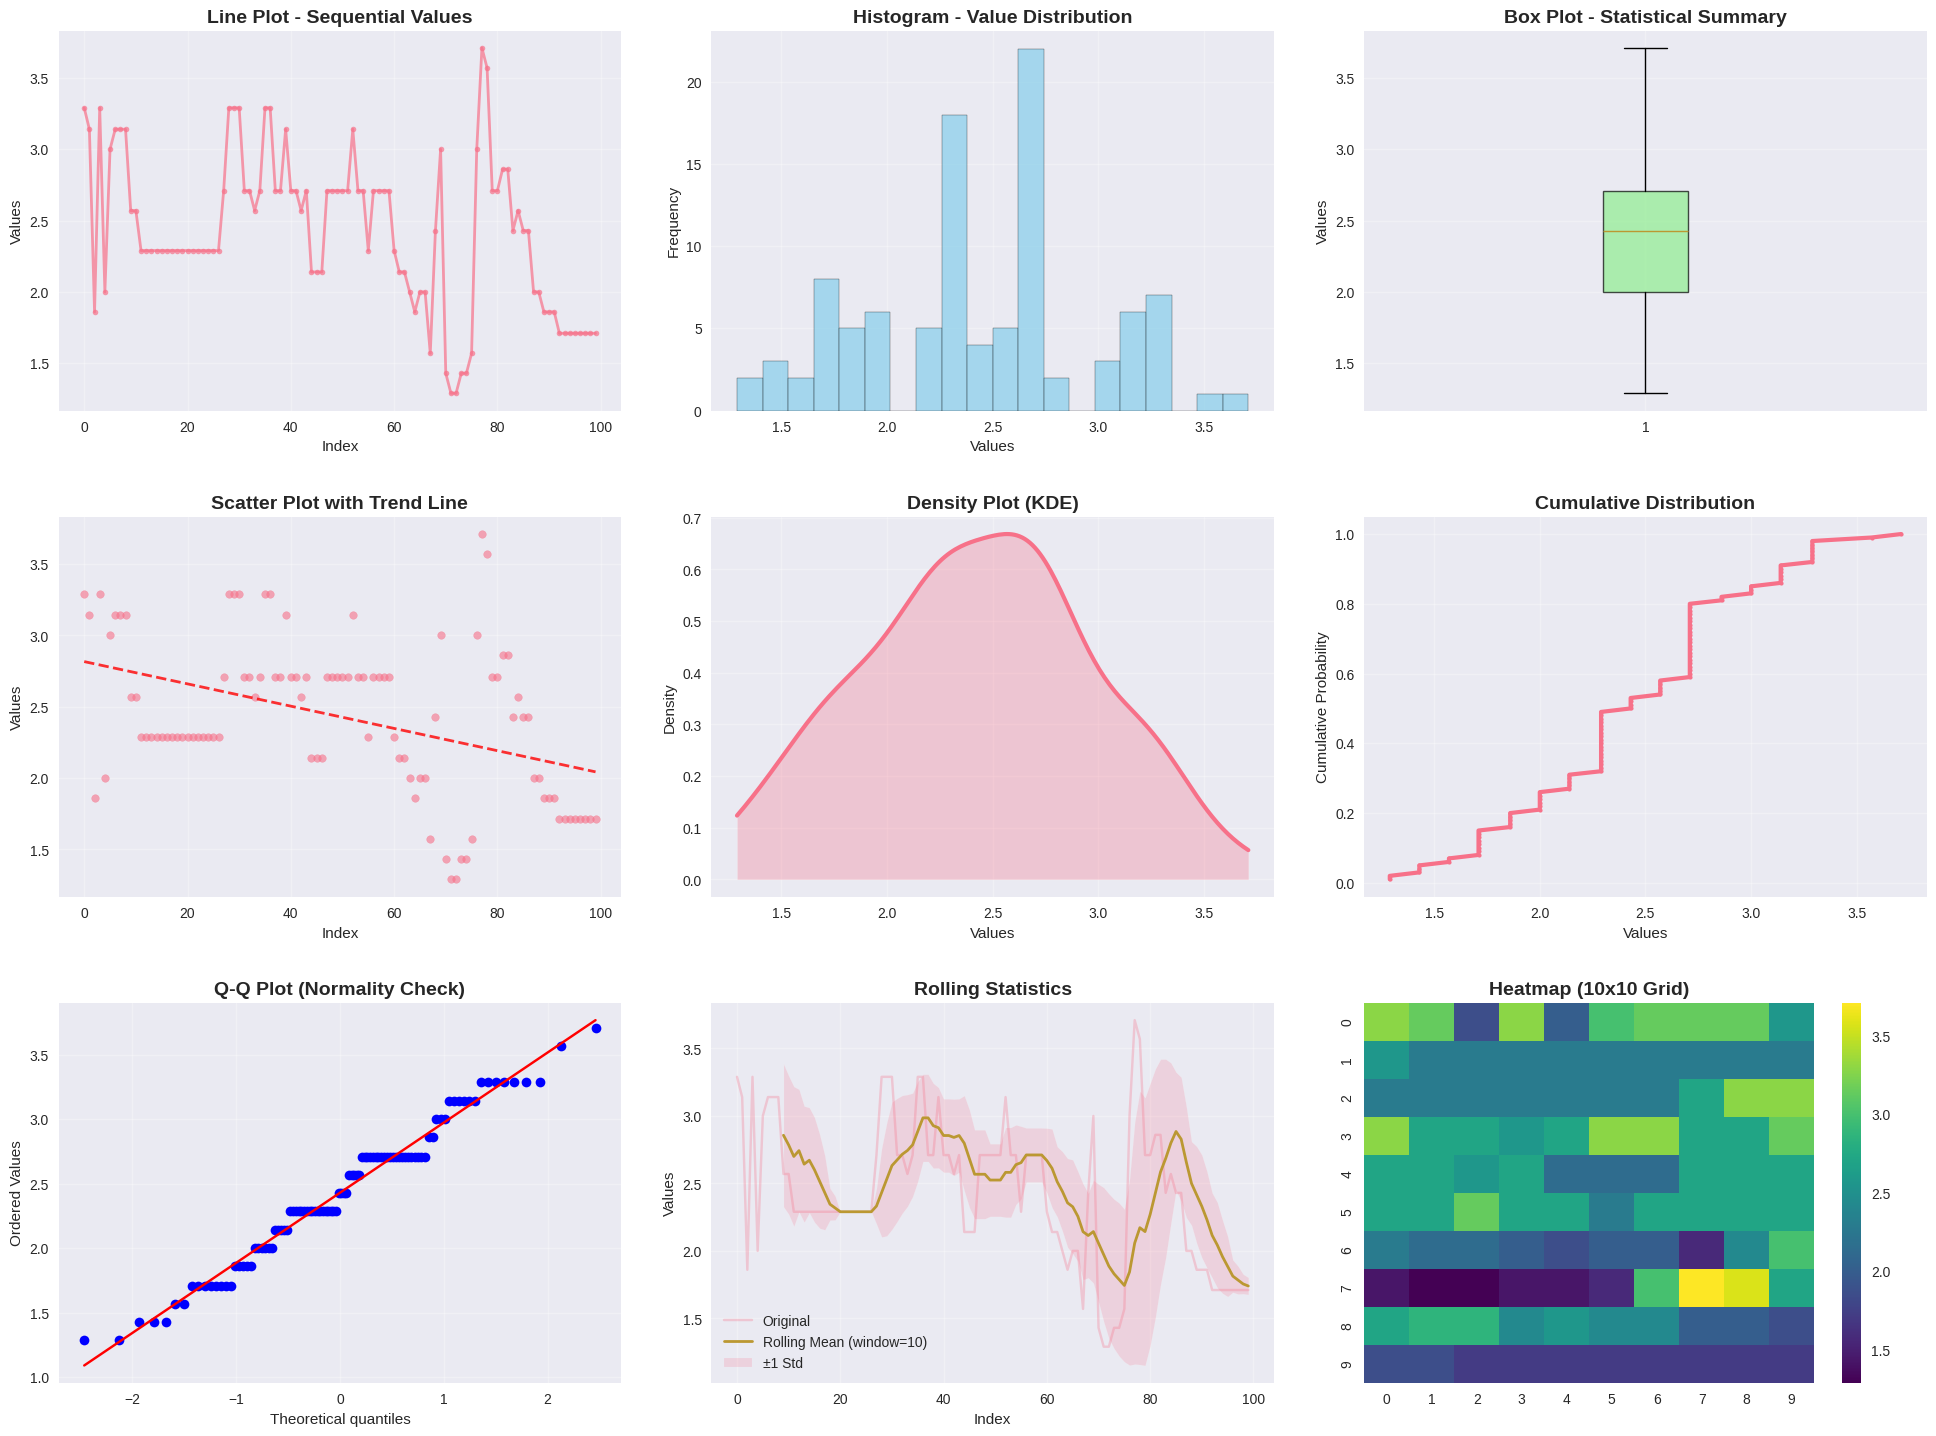 Line Plot - Sequential Values
3.5
3.0
2.5
2.0
1.5
Values
0 20 40 60 80 100
Index
Histogram - Value Distribution
20
15
10
5
0
Frequency
1.5 2.0 2.5 3.0 3.5
Values
Box Plot - Statistical Summary
3.5
3.0
2.5
2.0
1.5
Values
1
Scatter Plot with Trend Line
3.5
3.0
2.5
2.0
1.5
Values
0 20 40 60 80 100
Index
Density Plot (KDE)
0.7
0.6
0.5
0.4
0.3
0.2
0.1
0.0
Density
1.5 2.0 2.5 3.0 3.5
Values
Cumulative Distribution
1.0
0.8
0.6
0.4
0.2
0.0
Cumulative Probability
1.5 2.0 2.5 3.0 3.5
Values
Q-Q Plot (Normality Check)
3.5
3.0
2.5
2.0
1.5
1.0
Ordered Values
−2 −1 0 1 2
Theoretical quantiles
Rolling Statistics
3.5
3.0
2.5
2.0
1.5
Values
Original
Rolling Mean (window=10)
±1 Std
0 20 40 60 80 100
Index
Heatmap (10x10 Grid)
0
1
2
3
4
5
6
7
8
9
0 1 2 3 4 5 6 7 8 9
3.5
3.0
2.5
2.0
1.5